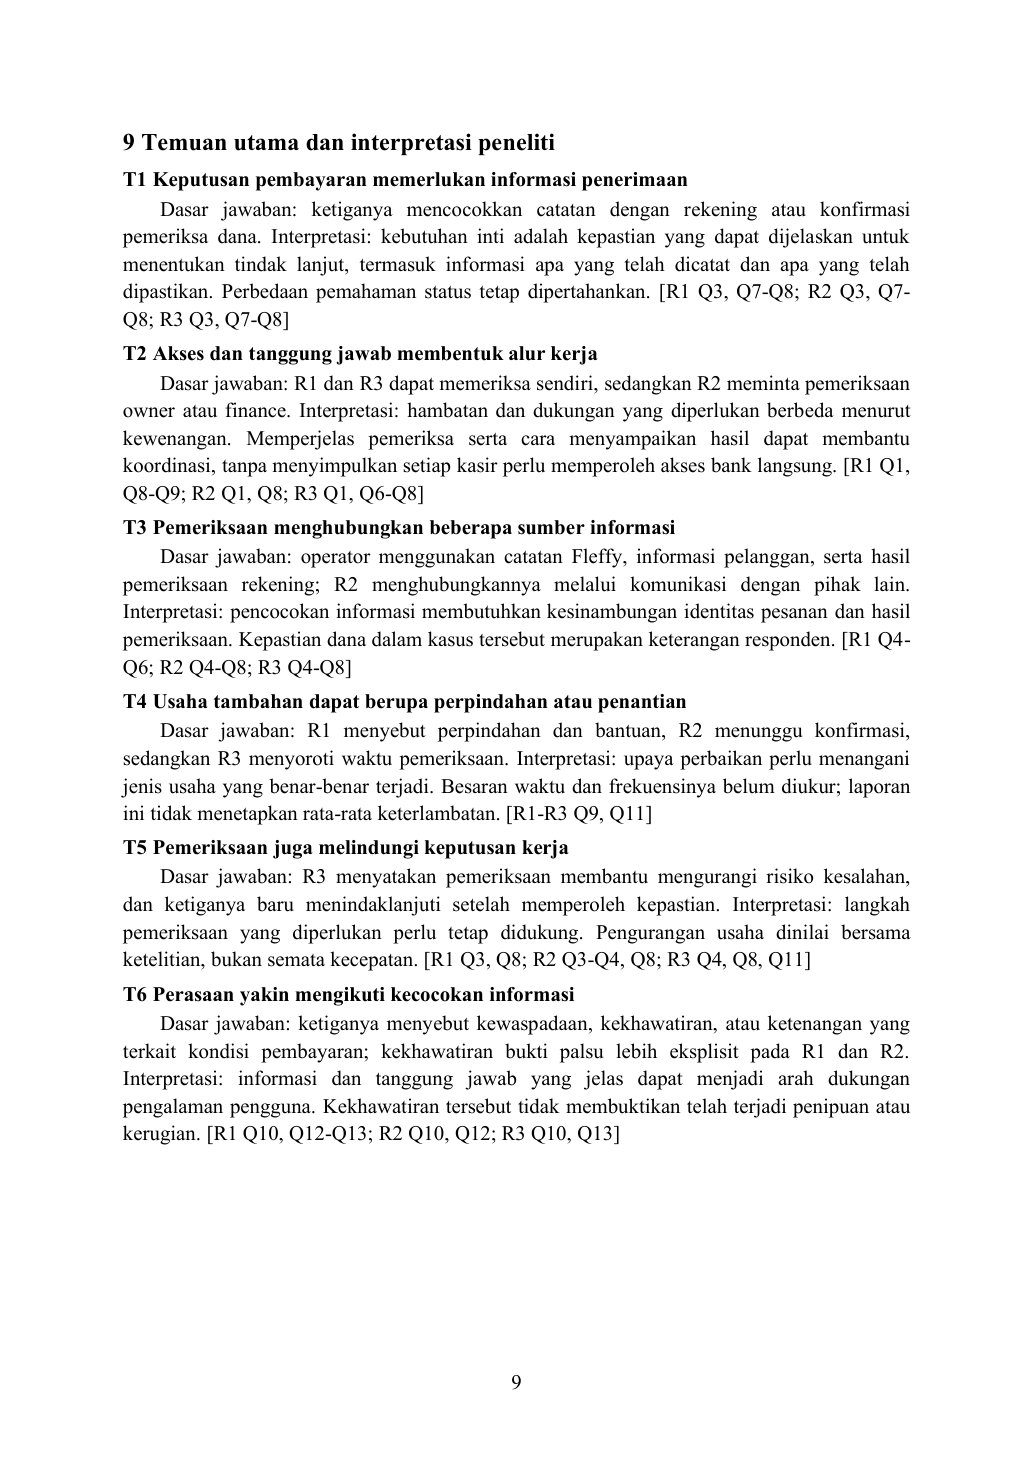 9 Temuan utama dan interpretasi peneliti
T1 Keputusan pembayaran memerlukan informasi penerimaan
Dasar jawaban: ketiganya mencocokkan catatan dengan rekening atau konfirmasi
pemeriksa dana. Interpretasi: kebutuhan inti adalah kepastian yang dapat dijelaskan untuk
menentukan tindak lanjut, termasuk informasi apa yang telah dicatat dan apa yang telah
dipastikan. Perbedaan pemahaman status tetap dipertahankan. [R1 Q3, Q7-Q8; R2 Q3, Q7-
Q8; R3 Q3, Q7-Q8]
T2 Akses dan tanggung jawab membentuk alur kerja
Dasar jawaban: R1 dan R3 dapat memeriksa sendiri, sedangkan R2 meminta pemeriksaan
owner atau finance. Interpretasi: hambatan dan dukungan yang diperlukan berbeda menurut
kewenangan. Memperjelas pemeriksa serta cara menyampaikan hasil dapat membantu
koordinasi, tanpa menyimpulkan setiap kasir perlu memperoleh akses bank langsung. [R1 Q1,
Q8-Q9; R2 Q1, Q8; R3 Q1, Q6-Q8]
T3 Pemeriksaan menghubungkan beberapa sumber informasi
Dasar jawaban: operator menggunakan catatan Fleffy, informasi pelanggan, serta hasil
pemeriksaan rekening; R2 menghubungkannya melalui komunikasi dengan pihak lain.
Interpretasi: pencocokan informasi membutuhkan kesinambungan identitas pesanan dan hasil
pemeriksaan. Kepastian dana dalam kasus tersebut merupakan keterangan responden. [R1 Q4-
Q6; R2 Q4-Q8; R3 Q4-Q8]
T4 Usaha tambahan dapat berupa perpindahan atau penantian
Dasar jawaban: R1 menyebut perpindahan dan bantuan, R2 menunggu konfirmasi,
sedangkan R3 menyoroti waktu pemeriksaan. Interpretasi: upaya perbaikan perlu menangani
jenis usaha yang benar-benar terjadi. Besaran waktu dan frekuensinya belum diukur; laporan
ini tidak menetapkan rata-rata keterlambatan. [R1-R3 Q9, Q11]
T5 Pemeriksaan juga melindungi keputusan kerja
Dasar jawaban: R3 menyatakan pemeriksaan membantu mengurangi risiko kesalahan,
dan ketiganya baru menindaklanjuti setelah memperoleh kepastian. Interpretasi: langkah
pemeriksaan yang diperlukan perlu tetap didukung. Pengurangan usaha dinilai bersama
ketelitian, bukan semata kecepatan. [R1 Q3, Q8; R2 Q3-Q4, Q8; R3 Q4, Q8, Q11]
T6 Perasaan yakin mengikuti kecocokan informasi
Dasar jawaban: ketiganya menyebut kewaspadaan, kekhawatiran, atau ketenangan yang
terkait kondisi pembayaran; kekhawatiran bukti palsu lebih eksplisit pada R1 dan R2.
Interpretasi: informasi dan tanggung jawab yang jelas dapat menjadi arah dukungan
pengalaman pengguna. Kekhawatiran tersebut tidak membuktikan telah terjadi penipuan atau
kerugian. [R1 Q10, Q12-Q13; R2 Q10, Q12; R3 Q10, Q13]
9